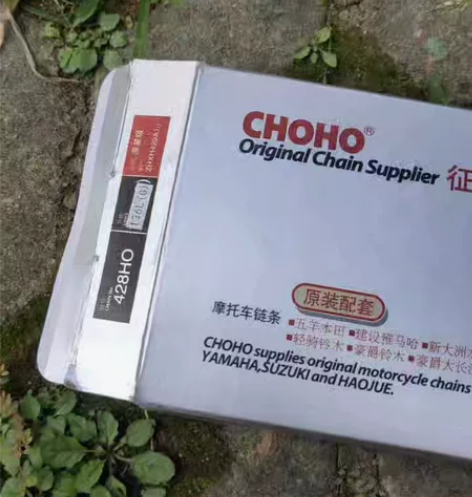 CHOHO®
Original Chain Supplier
征
原装配套
摩托车链条
■五羊本田 ■建设雅马哈 ■新大洲
■轻骑铃木 ■豪爵铃木 ■豪爵大长
CHOHO supplies original motorcycle chains
YAMAHA,SUZUKI and HAOJUE.
428HO